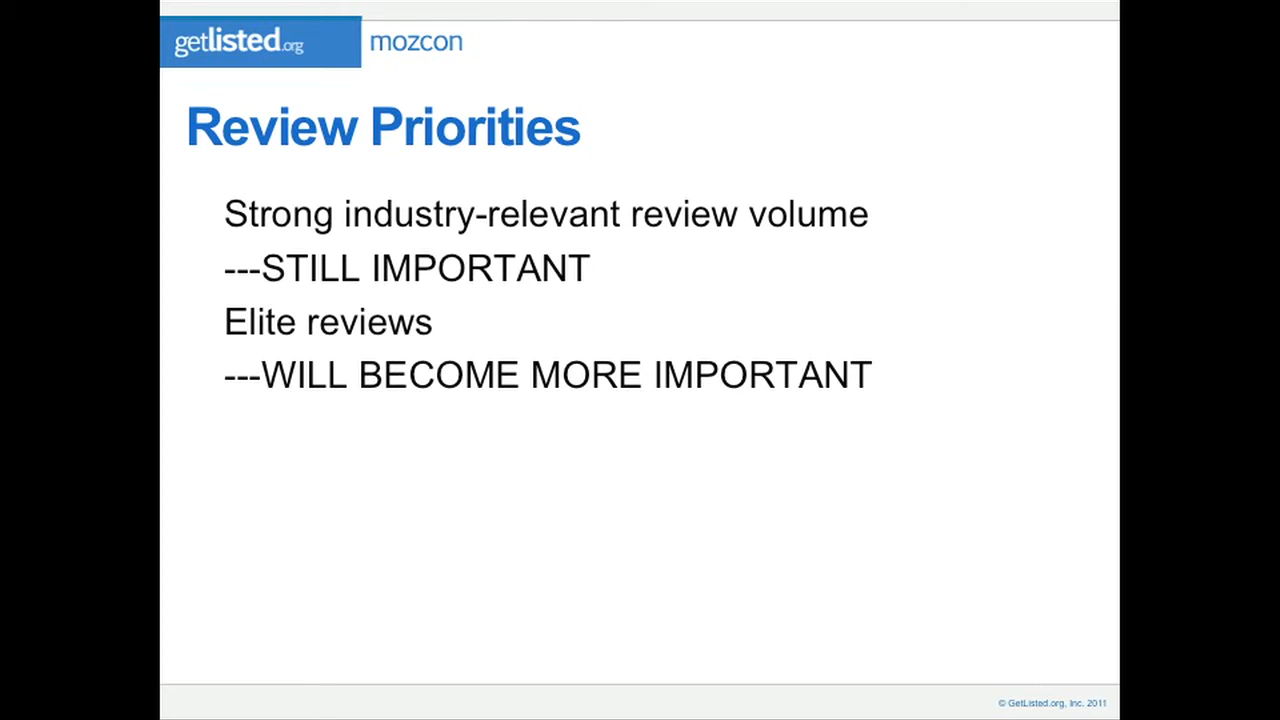 getlisted.org mozcon
Review Priorities
Strong industry-relevant review volume
---STILL IMPORTANT
Elite reviews
---WILL BECOME MORE IMPORTANT
© GetListed.org, Inc. 2011